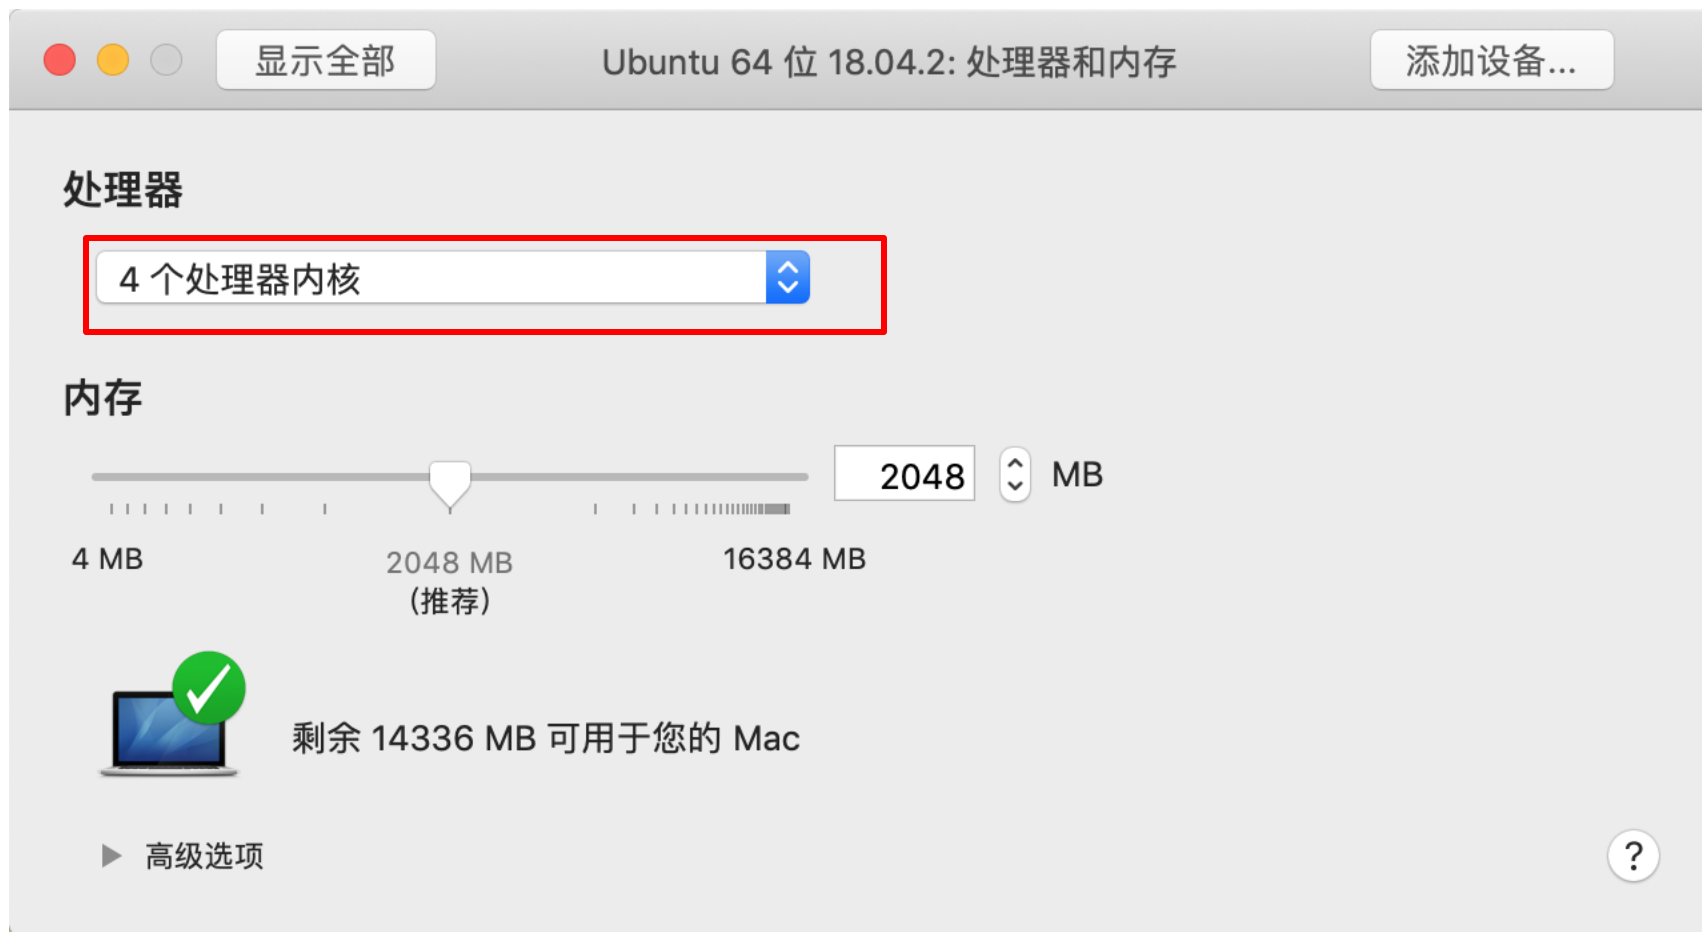 显示全部
Ubuntu 64 位 18.04.2: 处理器和内存
添加设备...
处理器
4 个处理器内核
内存
2048
MB
4 MB
2048 MB
(推荐)
16384 MB
剩余 14336 MB 可用于您的 Mac
高级选项
?